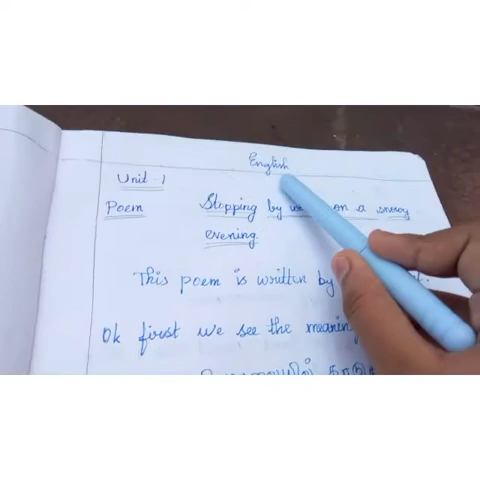 English
Unit - 1
Poem Stopping by on a snowy
evening.
This poem is written by
Ok first we see the meaning